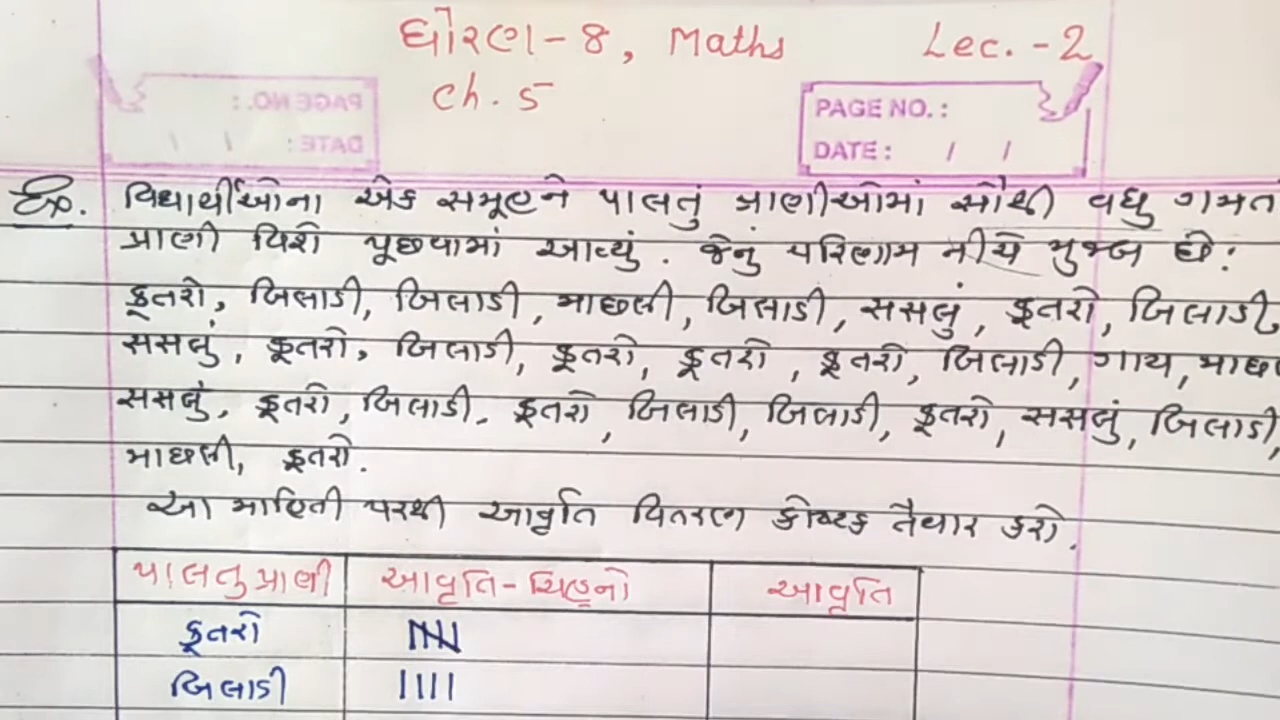 ધોરણ-8, Maths Lec. -2
Ch. 5
PAGE NO. :
DATE : / /
Ex. વિદ્યાર્થીઓના એક સમૂહને પાલતું પ્રાણીઓમાં સૌથી વધુ ગમત
પ્રાણી વિશે પૂછવામાં આવ્યું. જેનું પરિણામ નીચે મુજબ છે:
કૂતરો, બિલાડી, બિલાડી, માછલી, બિલાડી, સસલું, કૂતરો, બિલાડી,
સસલું, કૂતરો, બિલાડી, કૂતરો, કૂતરો, કૂતરો, બિલાડી, ગાય, માછ
સસલું, કૂતરો, બિલાડી, કૂતરો, બિલાડી, બિલાડી, કૂતરો, સસલું, બિલાડી,
માછલી, કૂતરો.
આ માહિતી પરથી આવૃતિ વિતરણ કોષ્ટક તૈયાર કરો.
પાલતુ પ્રાણી આવૃતિ-ચિહ્નો આવૃતિ
કૂતરો
બિલાડી ||||